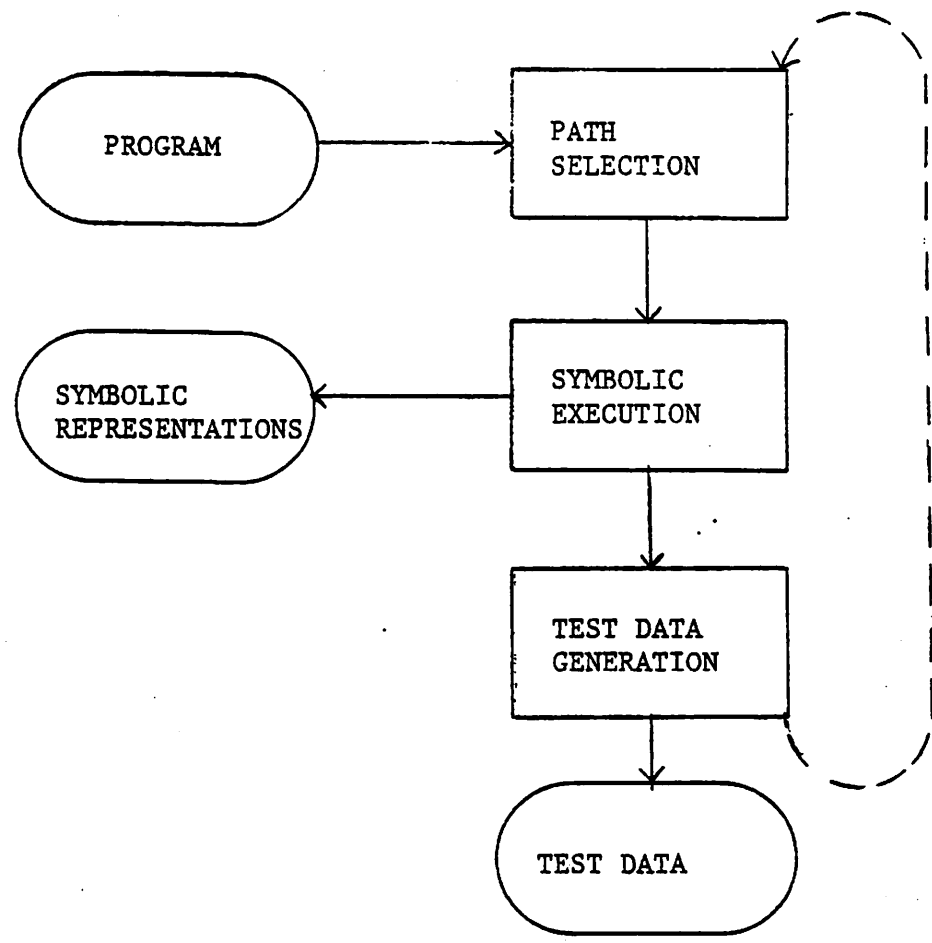 PROGRAM
PATH
SELECTION
SYMBOLIC
REPRESENTATIONS
SYMBOLIC
EXECUTION
TEST DATA
GENERATION
TEST DATA